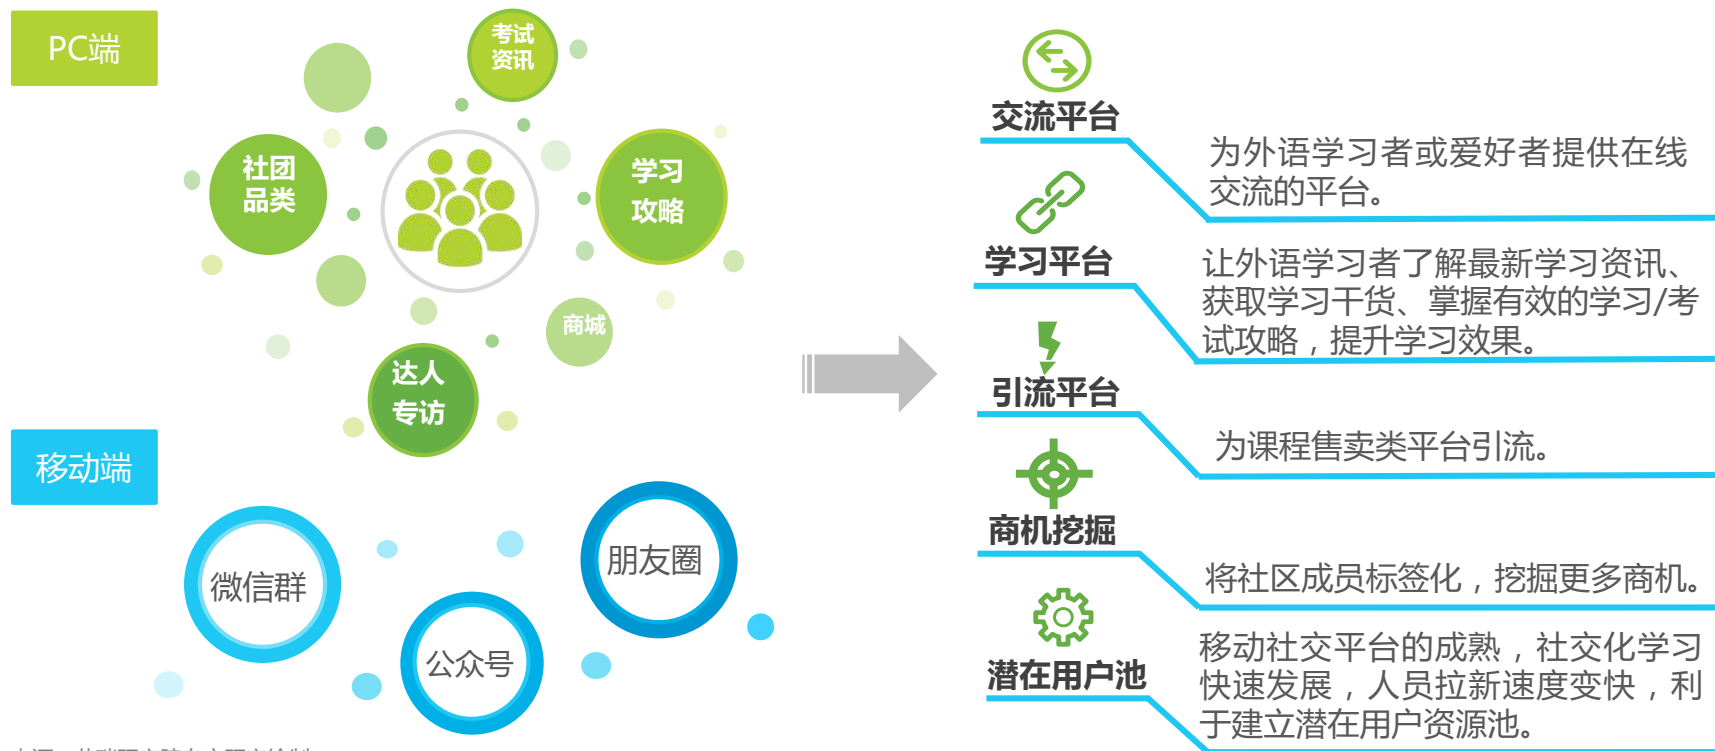 PC端
考试
资讯
社团
品类
学习
攻略
商城
达人
专访
移动端
微信群
公众号
朋友圈
交流平台
为外语学习者或爱好者提供在线
交流的平台。
学习平台
让外语学习者了解最新学习资讯、
获取学习干货、掌握有效的学习/考
试攻略，提升学习效果。
引流平台
为课程售卖类平台引流。
商机挖掘
将社区成员标签化，挖掘更多商机。
潜在用户池
移动社交平台的成熟，社交化学习
快速发展，人员拉新速度变快，利
于建立潜在用户资源池。